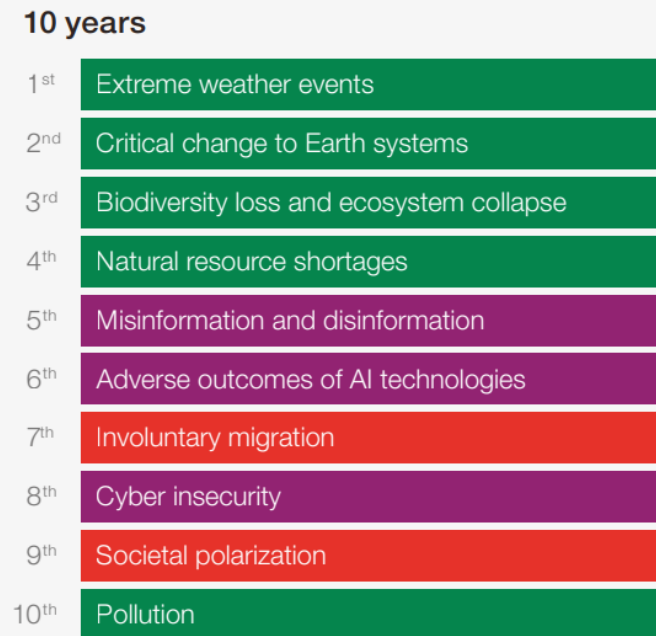 10 years
1st Extreme weather events
2nd Critical change to Earth systems
3rd Biodiversity loss and ecosystem collapse
4th Natural resource shortages
5th Misinformation and disinformation
6th Adverse outcomes of AI technologies
7th Involuntary migration
8th Cyber insecurity
9th Societal polarization
10th Pollution